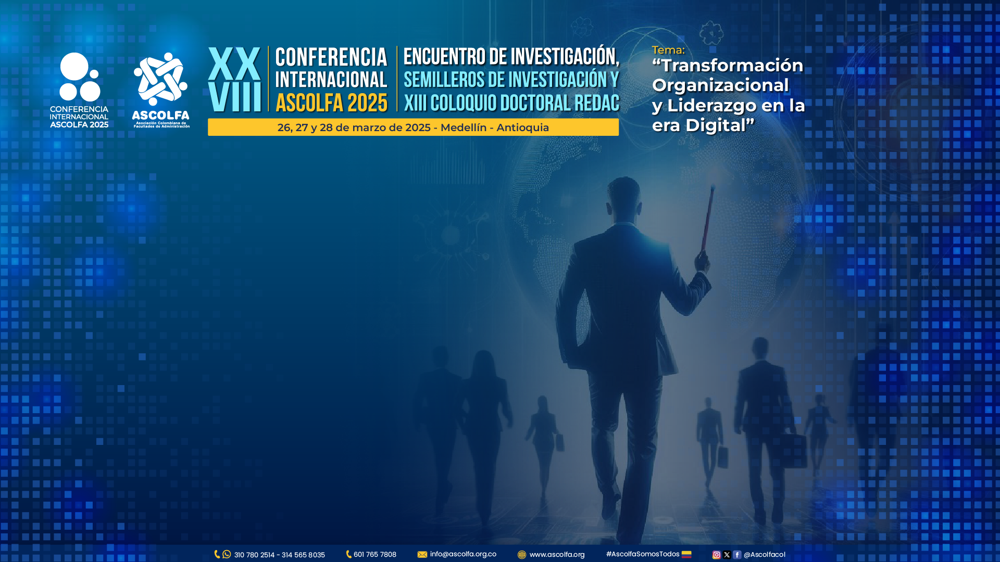 CONFERENCIA
INTERNACIONAL
ASCOLFA 2025
ASCOLFA
Asociación Colombiana de
Facultades de Administración
XX
VIII
CONFERENCIA
INTERNACIONAL
ASCOLFA 2025
ENCUENTRO DE INVESTIGACIÓN,
SEMILLEROS DE INVESTIGACIÓN Y
XIII COLOQUIO DOCTORAL REDAC
26, 27 y 28 de marzo de 2025 - Medellín - Antioquia
Tema:
“Transformación
Organizacional
y Liderazgo en la
era Digital”
310 780 2514 - 314 565 8035
601 765 7808
info@ascolfa.org.co
www.ascolfa.org
#AscolfaSomosTodos
@Ascolfacol